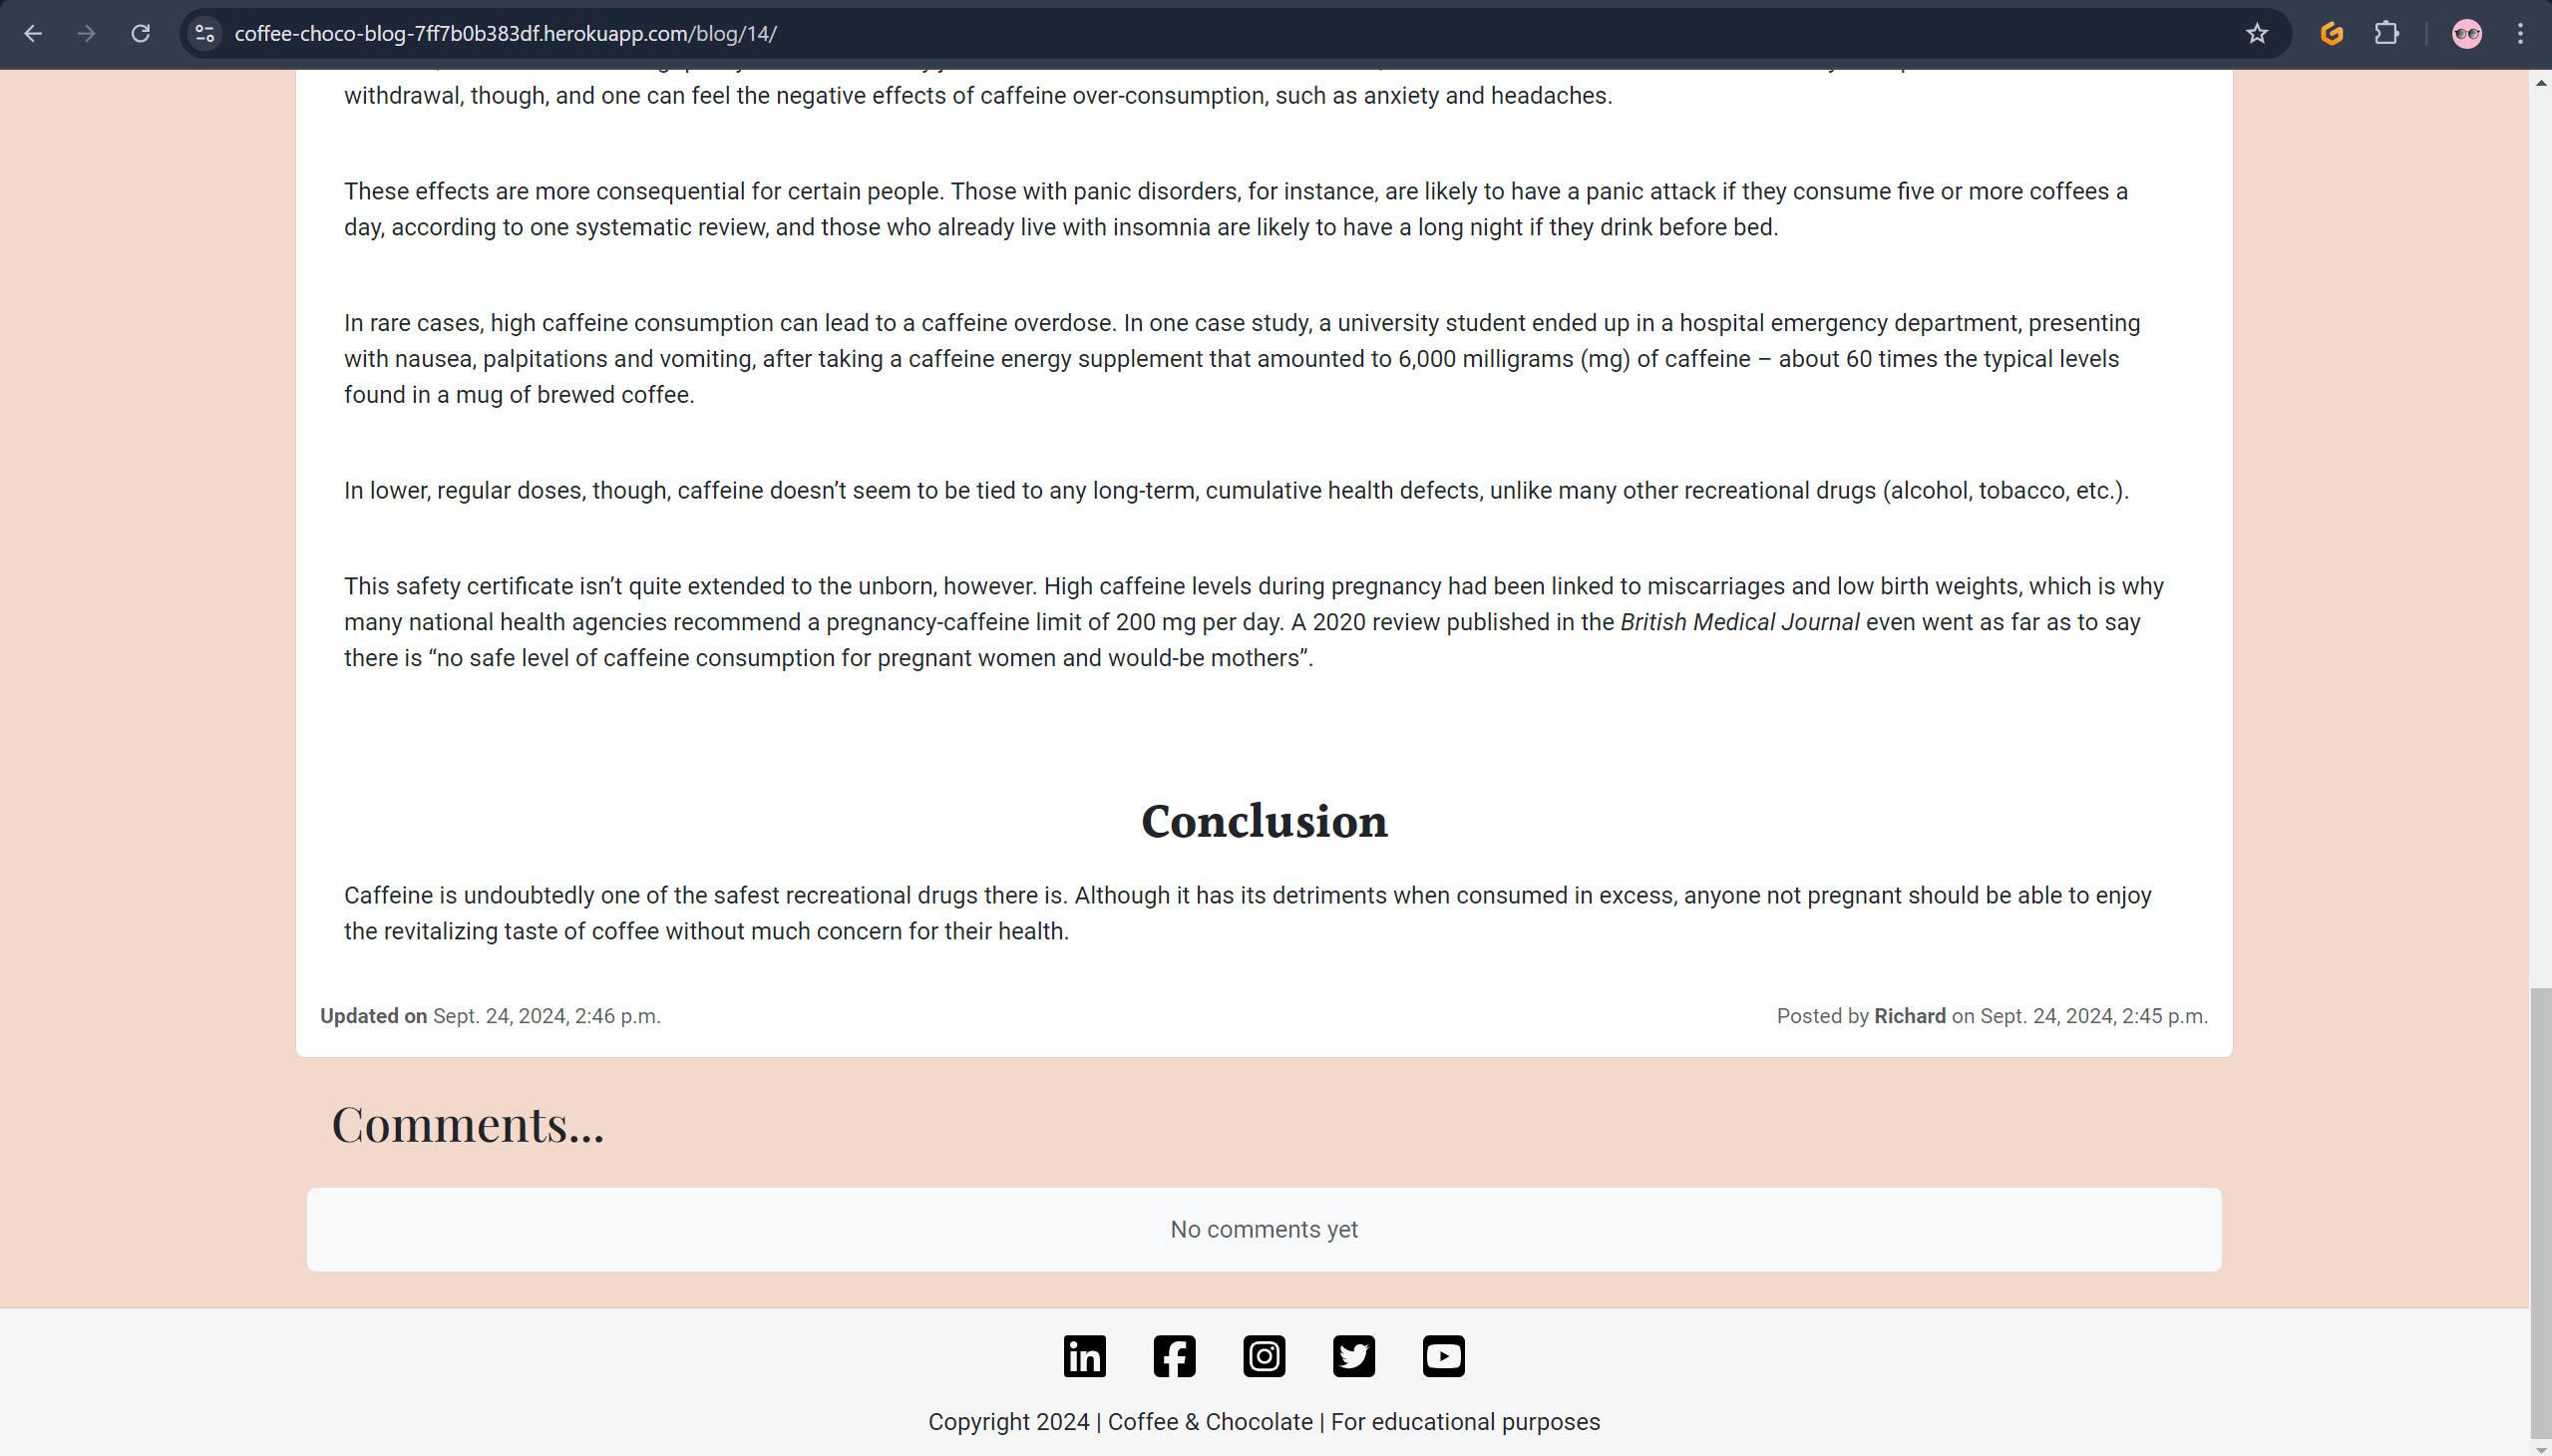 coffee-choco-blog-7ff7b0b383df.herokuapp.com/blog/14/
withdrawal, though, and one can feel the negative effects of caffeine over-consumption, such as anxiety and headaches.
These effects are more consequential for certain people. Those with panic disorders, for instance, are likely to have a panic attack if they consume five or more coffees a
day, according to one systematic review, and those who already live with insomnia are likely to have a long night if they drink before bed.
In rare cases, high caffeine consumption can lead to a caffeine overdose. In one case study, a university student ended up in a hospital emergency department, presenting
with nausea, palpitations and vomiting, after taking a caffeine energy supplement that amounted to 6,000 milligrams (mg) of caffeine – about 60 times the typical levels
found in a mug of brewed coffee.
In lower, regular doses, though, caffeine doesn’t seem to be tied to any long-term, cumulative health defects, unlike many other recreational drugs (alcohol, tobacco, etc.).
This safety certificate isn’t quite extended to the unborn, however. High caffeine levels during pregnancy had been linked to miscarriages and low birth weights, which is why
many national health agencies recommend a pregnancy-caffeine limit of 200 mg per day. A 2020 review published in the British Medical Journal even went as far as to say
there is “no safe level of caffeine consumption for pregnant women and would-be mothers”.
Conclusion
Caffeine is undoubtedly one of the safest recreational drugs there is. Although it has its detriments when consumed in excess, anyone not pregnant should be able to enjoy
the revitalizing taste of coffee without much concern for their health.
Updated on Sept. 24, 2024, 2:46 p.m.
Posted by Richard on Sept. 24, 2024, 2:45 p.m.
Comments...
No comments yet
Copyright 2024 | Coffee & Chocolate | For educational purposes